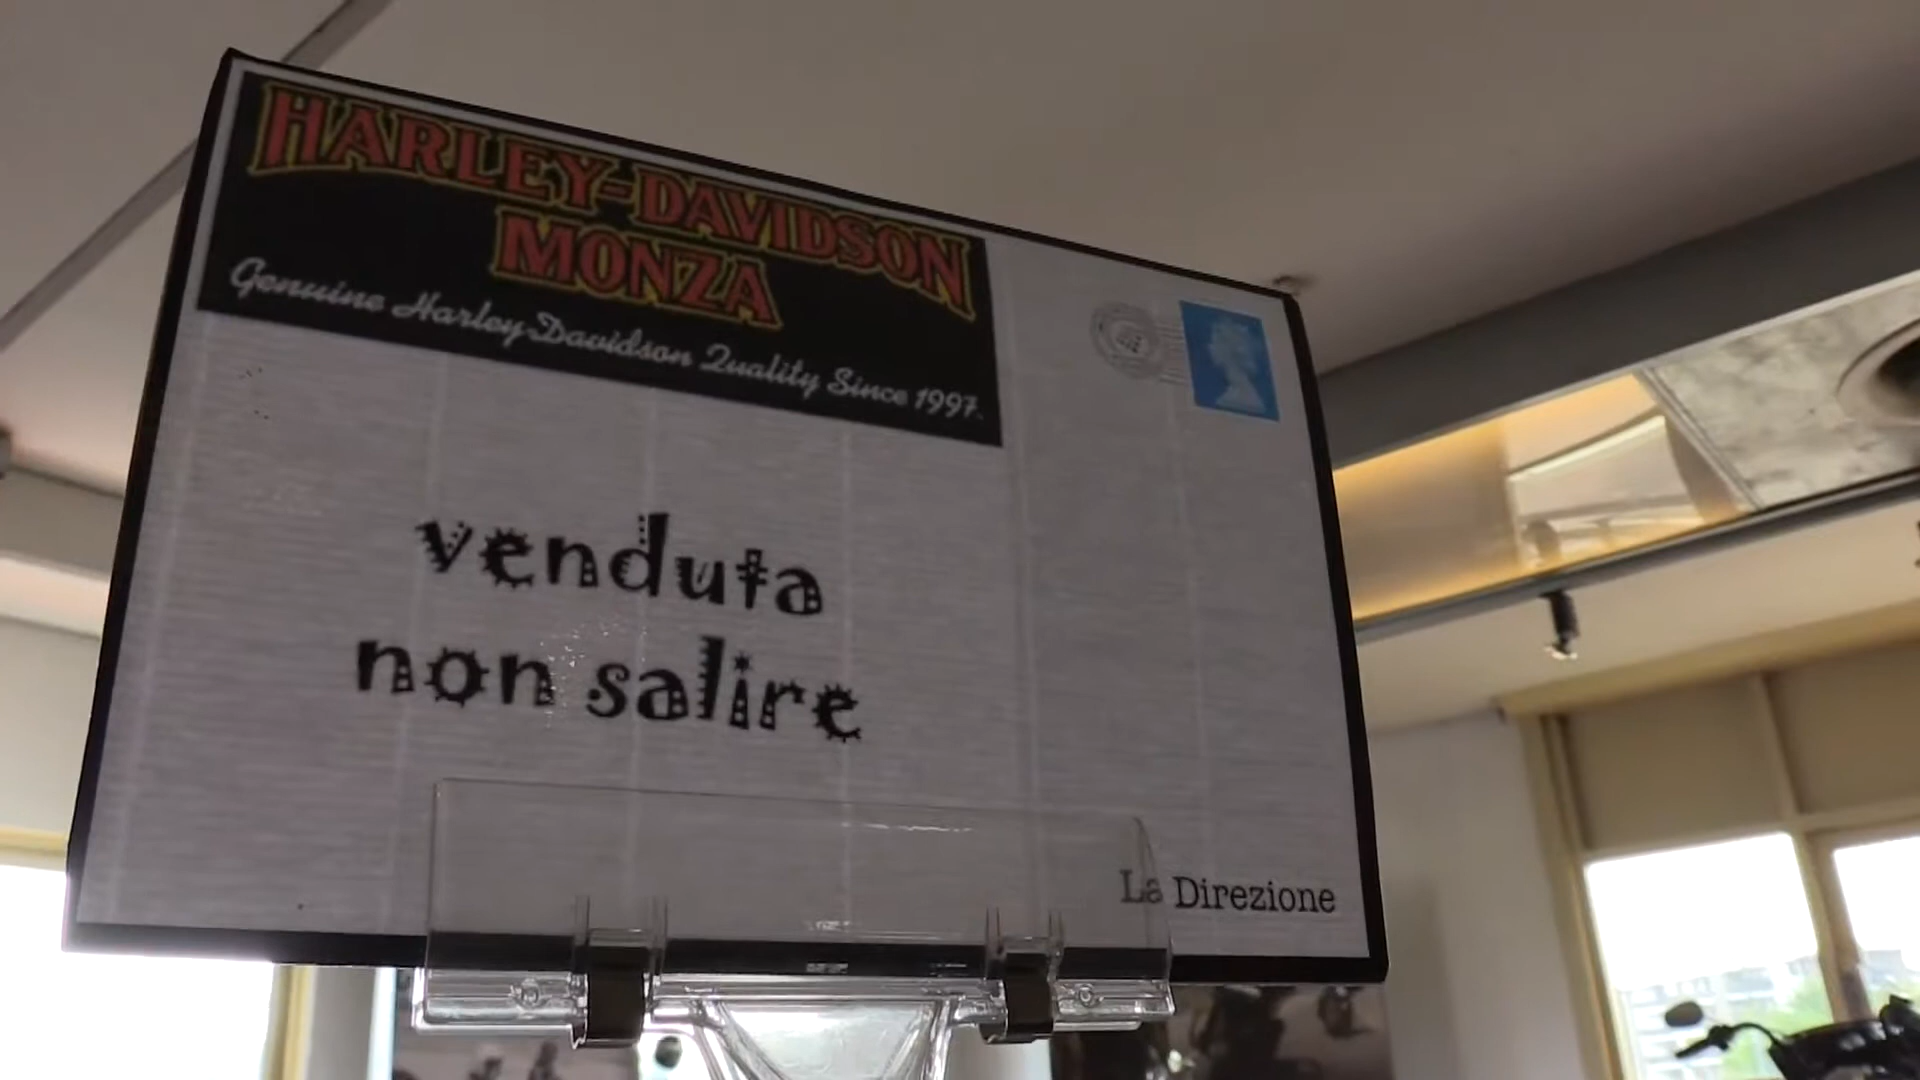 HARLEY-DAVIDSON
MONZA
Genuine Harley-Davidson Quality Since 1997.
venduta
non salire
La Direzione